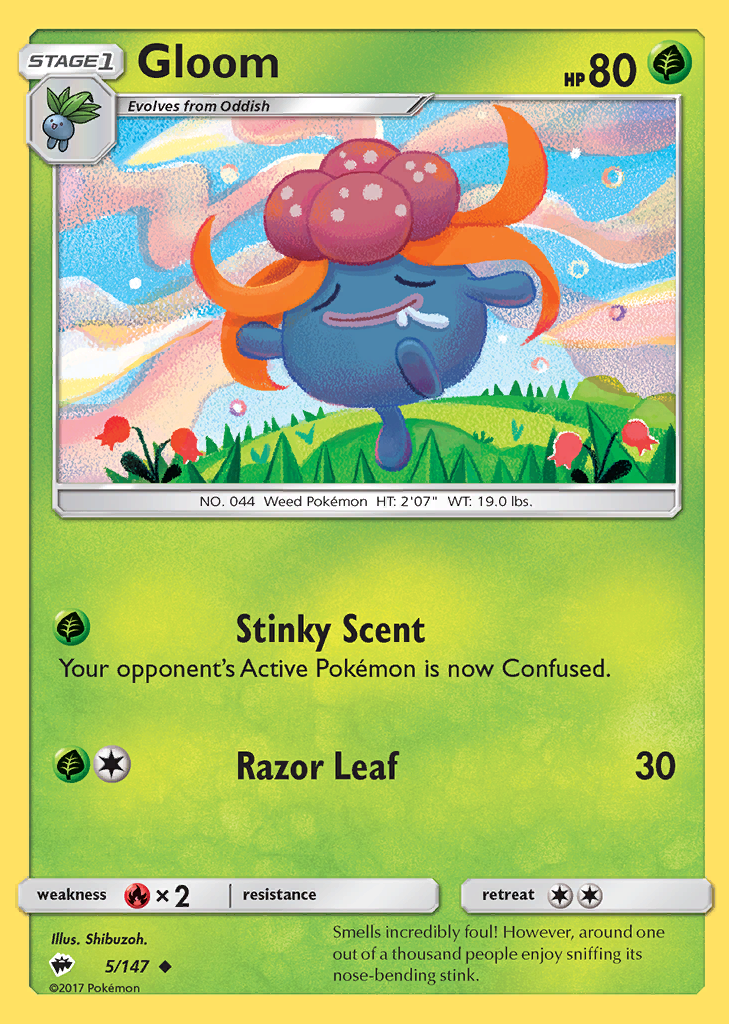 STAGE1 Gloom HP 80
Evolves from Oddish
NO. 044 Weed Pokémon HT: 2'07" WT: 19.0 lbs.
Stinky Scent
Your opponent's Active Pokémon is now Confused.
Razor Leaf 30
weakness ×2 resistance retreat
Illus. Shibuzoh.
5/147
©2017 Pokémon
Smells incredibly foul! However, around one
out of a thousand people enjoy sniffing its
nose-bending stink.